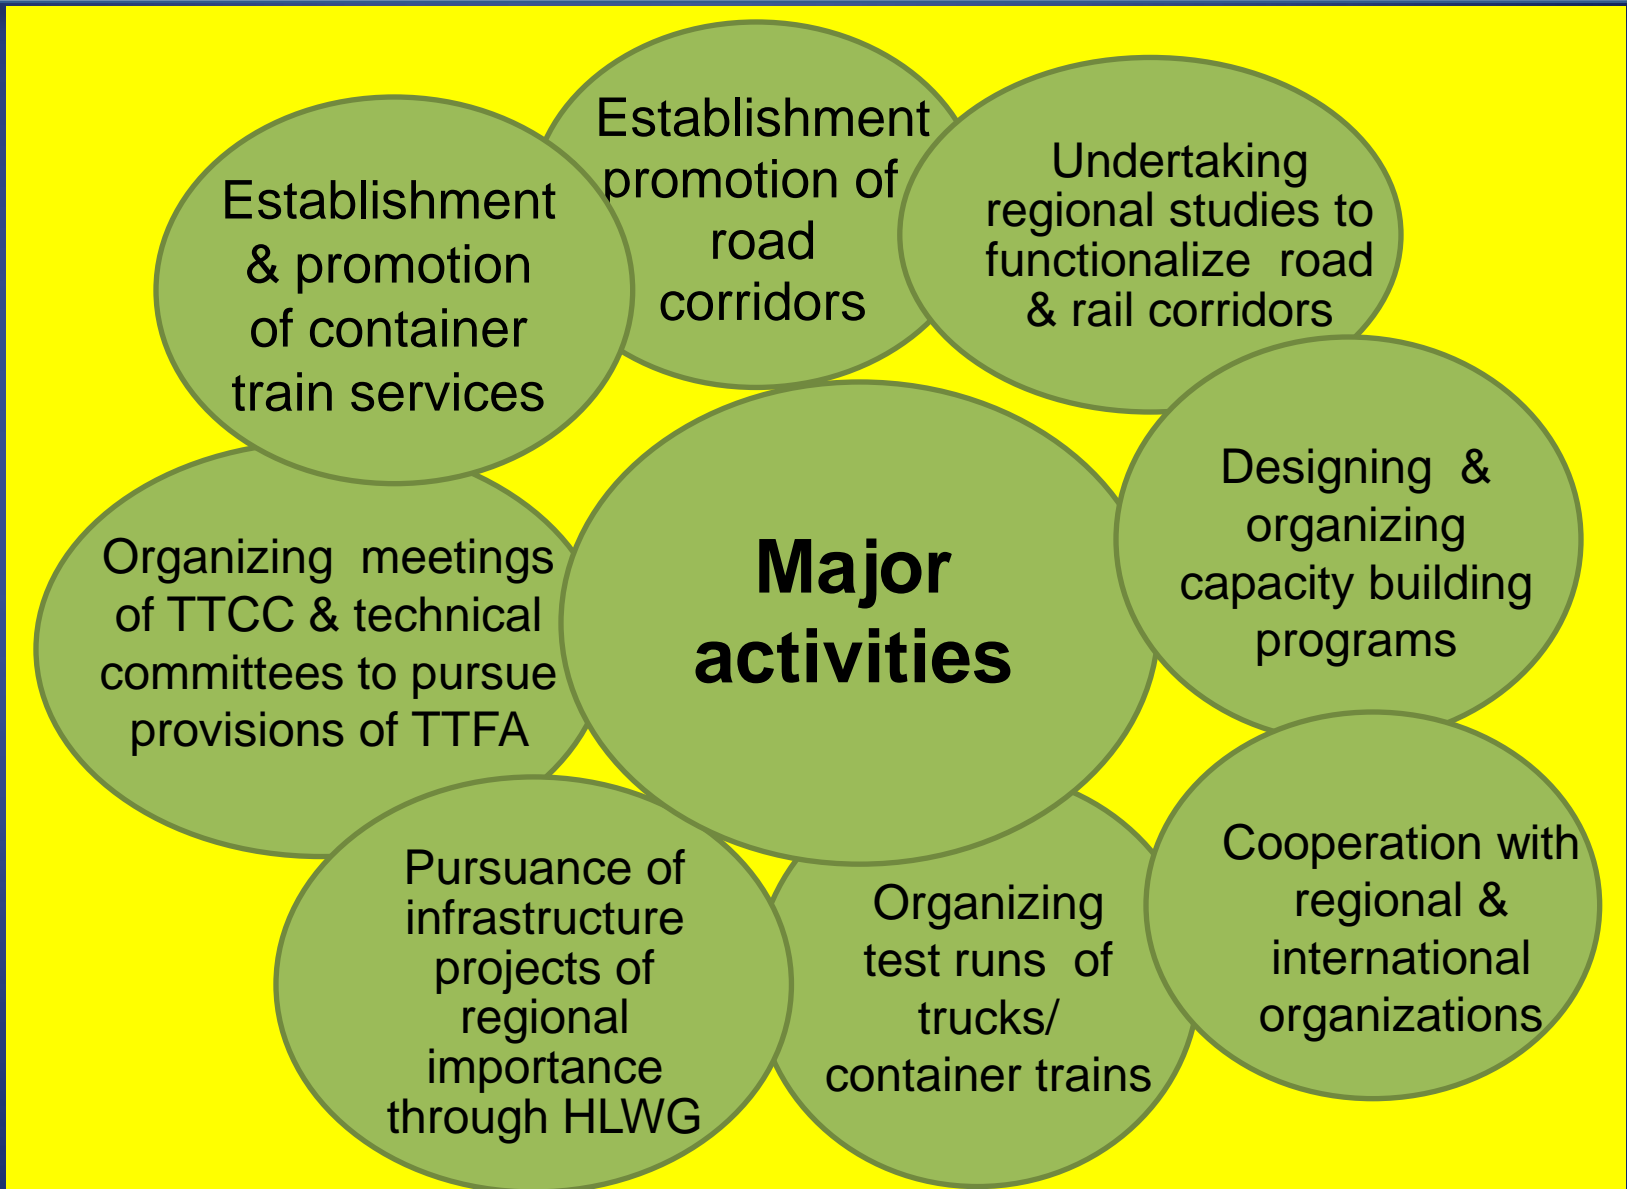 Establishment
promotion of
road
corridors
Undertaking
regional studies to
functionalize road
& rail corridors
Establishment
& promotion
of container
train services
Designing &
organizing
capacity building
programs
Major
activities
Organizing meetings
of TTCC & technical
committees to pursue
provisions of TTFA
Cooperation with
regional &
international
organizations
Pursuance of
infrastructure
projects of
regional
importance
through HLWG
Organizing
test runs of
trucks/
container trains